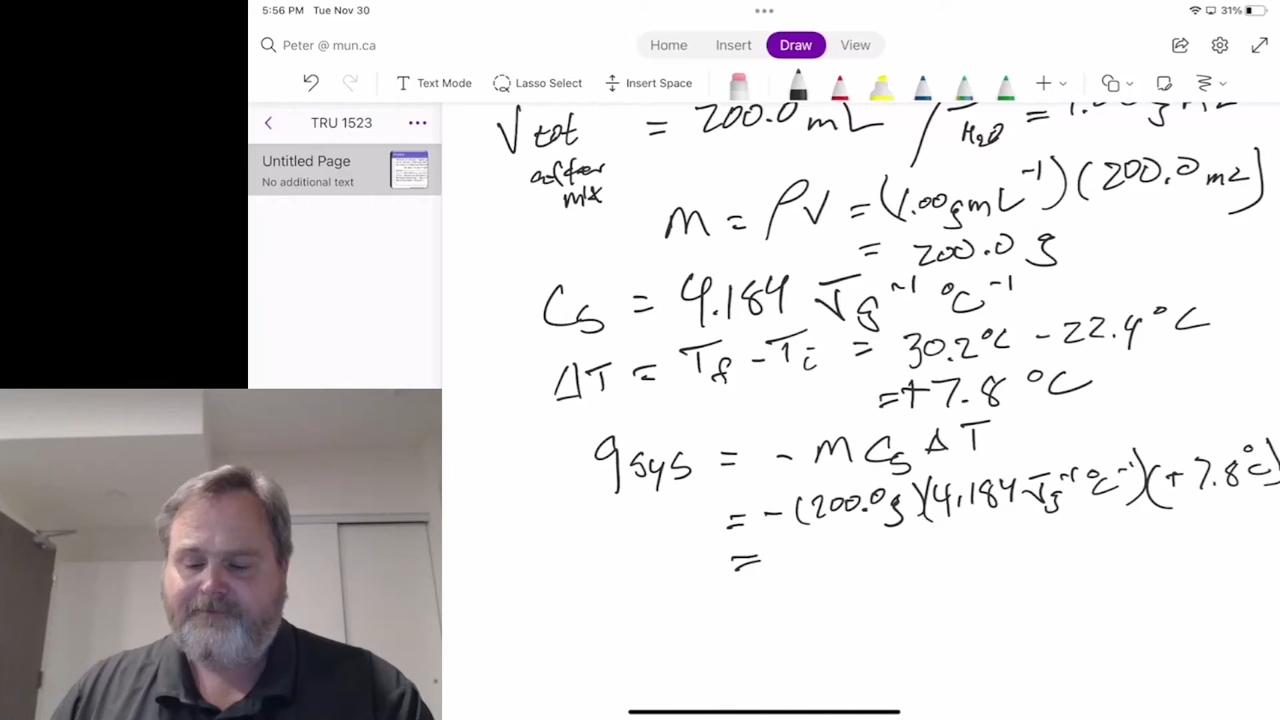 5:56 PM Tue Nov 30
31%
Peter @ mun.ca
Home Insert Draw View
Text Mode Lasso Select Insert Space
TRU 1523
Untitled Page
No additional text
V tot = 200.0 mL
H₂O
after mix
m = ρV = (1.00 g mL⁻¹)(200.0 mL)
= 200.0 g
Cs = 4.184 J g⁻¹ °C⁻¹
ΔT = Tf - Ti = 30.2°C - 22.4°C
= +7.8 °C
qsys = - m Cs ΔT
= - (200.0g)(4.184 J g⁻¹ °C⁻¹)(+7.8°C)
=